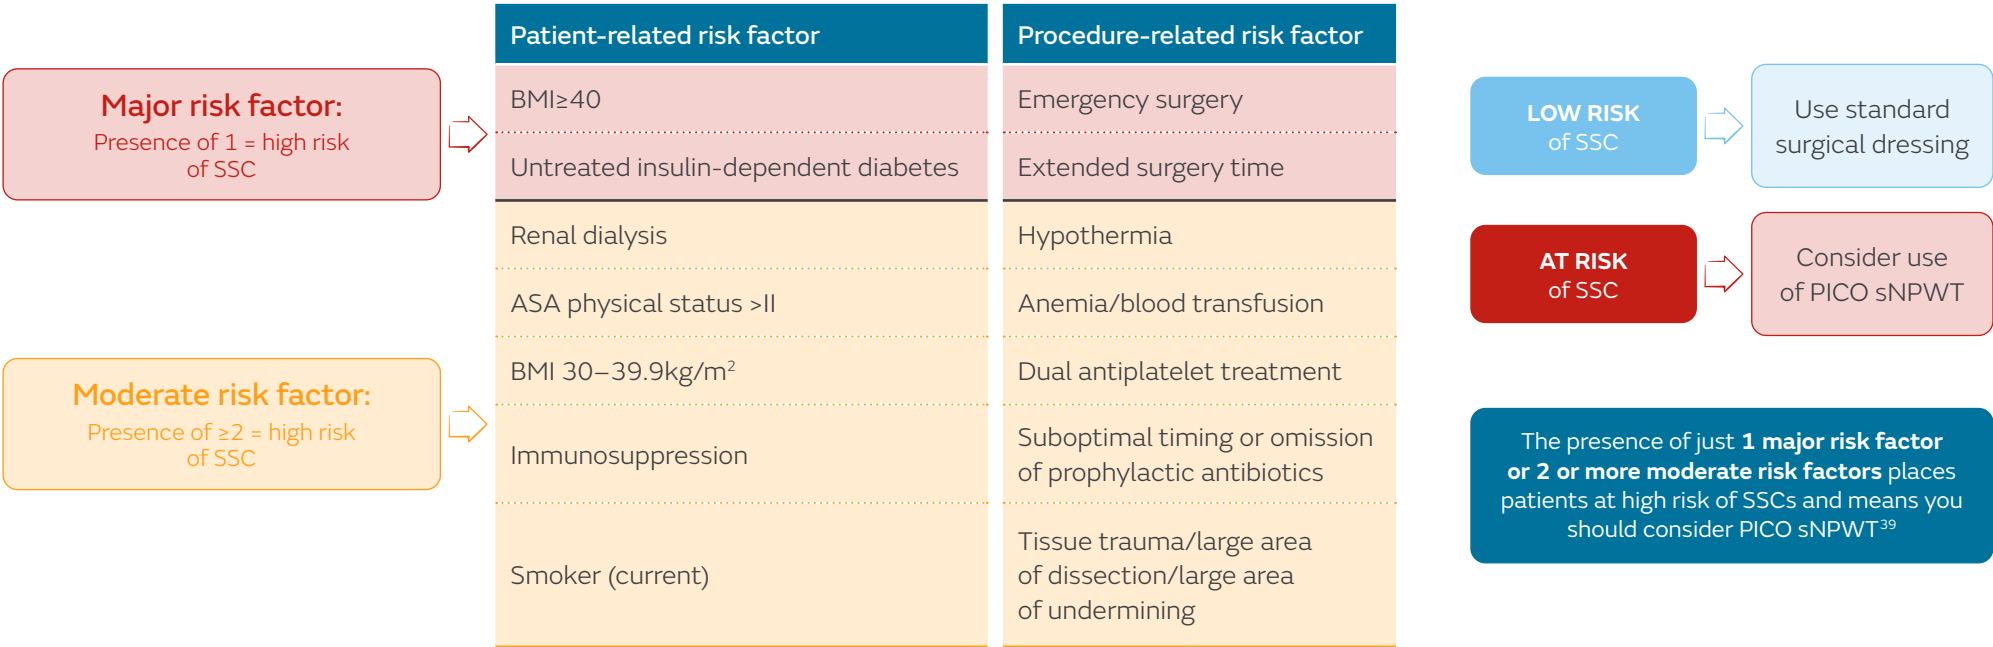 Major risk factor:
Presence of 1 = high risk
of SSC
Moderate risk factor:
Presence of ≥2 = high risk
of SSC
Patient-related risk factor
Procedure-related risk factor
BMI≥40
Emergency surgery
Untreated insulin-dependent diabetes
Extended surgery time
Renal dialysis
Hypothermia
ASA physical status >II
Anemia/blood transfusion
BMI 30–39.9kg/m²
Dual antiplatelet treatment
Immunosuppression
Suboptimal timing or omission
of prophylactic antibiotics
Smoker (current)
Tissue trauma/large area
of dissection/large area
of undermining
LOW RISK
of SSC
Use standard
surgical dressing
AT RISK
of SSC
Consider use
of PICO sNPWT
The presence of just 1 major risk factor
or 2 or more moderate risk factors places
patients at high risk of SSCs and means you
should consider PICO sNPWT³⁹